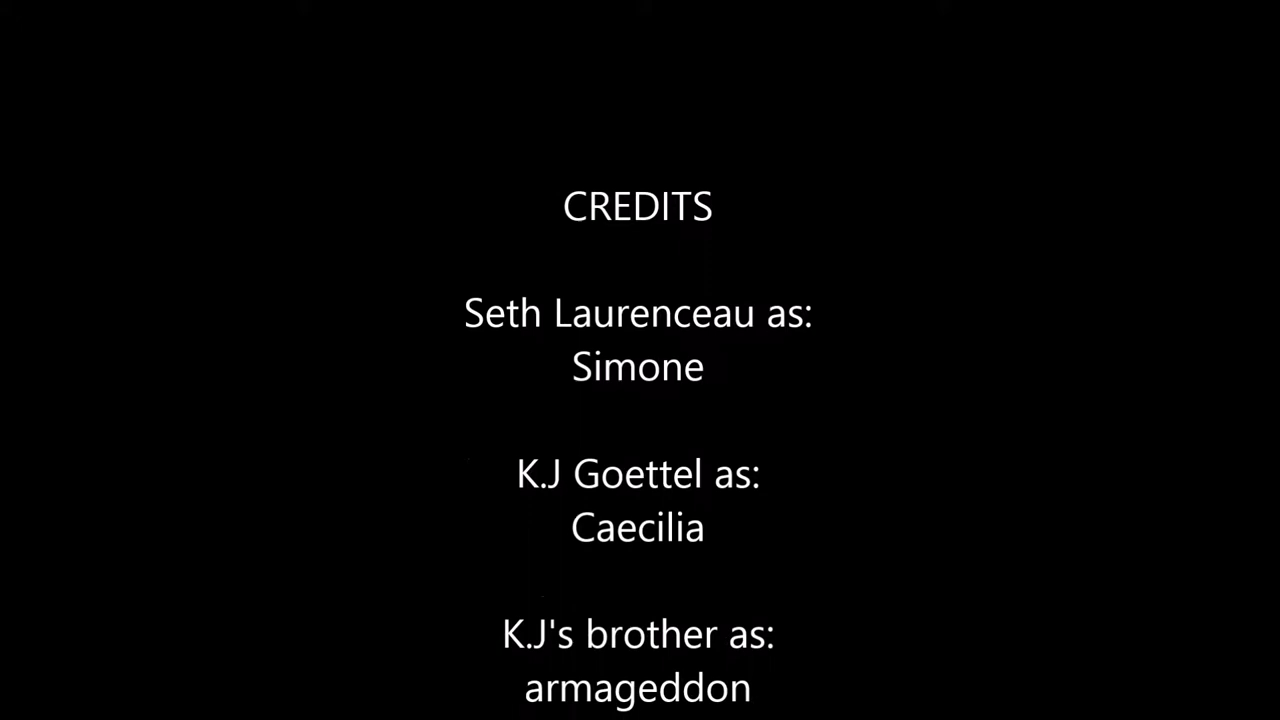 CREDITS
Seth Laurenceau as:
Simone
K.J Goettel as:
Caecilia
K.J's brother as:
armageddon